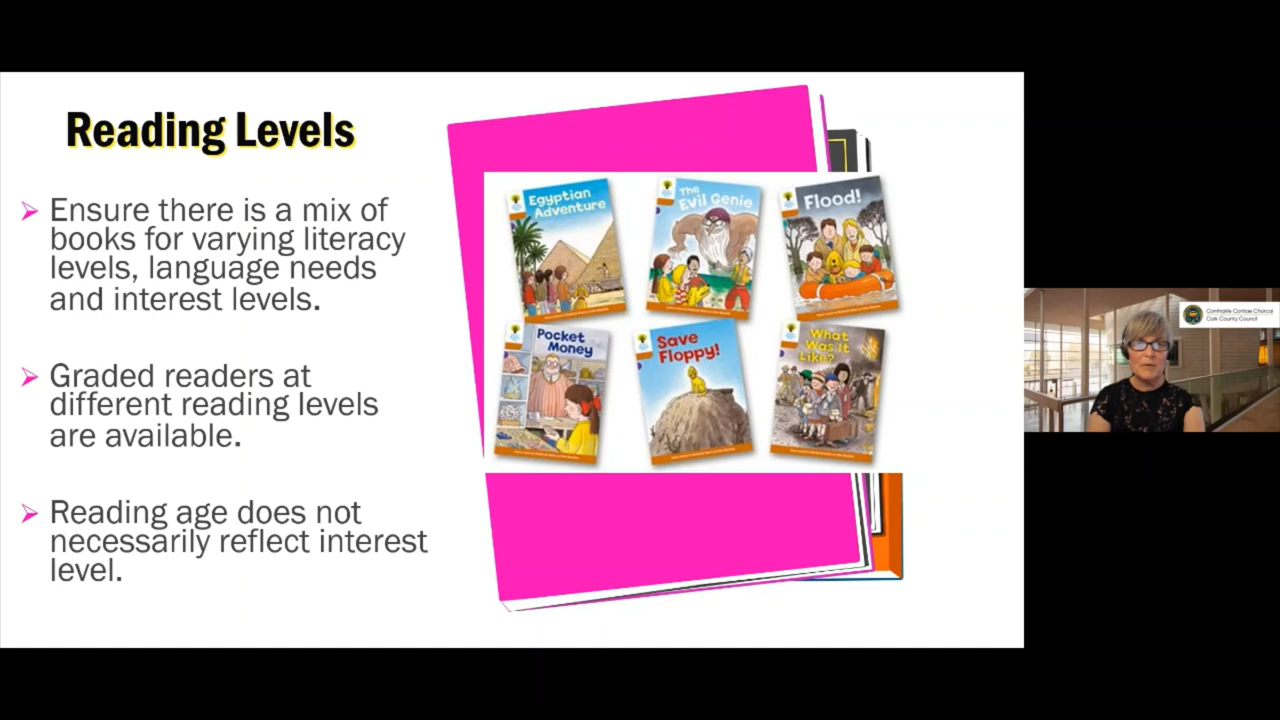 Reading Levels
Ensure there is a mix of
books for varying literacy
levels, language needs
and interest levels.
Graded readers at
different reading levels
are available.
Reading age does not
necessarily reflect interest
level.
Egyptian
Adventure
The
Evil Genie
Flood!
Pocket
Money
Save
Floppy!
What
Was It
Like?
Comhairle Contae Chorcaí
Cork County Council